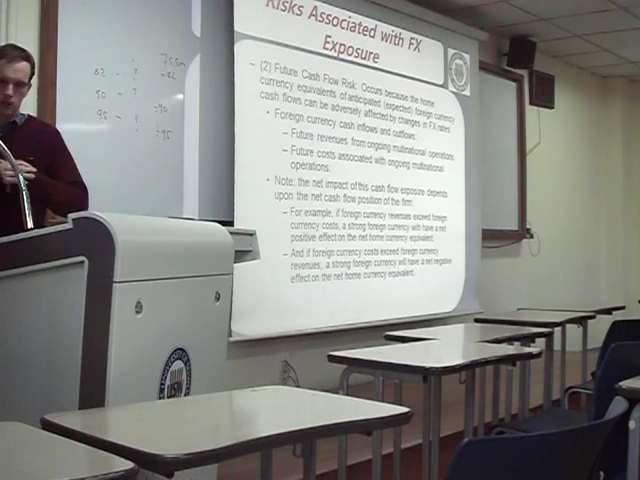 Risks Associated with FX
Exposure
– (2) Future Cash Flow Risk: Occurs because the home
currency equivalents of anticipated (expected) foreign currency
cash flows can be adversely affected by changes in FX rates.
• Foreign currency cash inflows and outflows:
– Future revenues from ongoing multinational operations.
– Future costs associated with ongoing multinational
operations.
• Note: the net impact of this cash flow exposure depends
upon the net cash flow position of the firm:
– For example, if foreign currency revenues exceed foreign
currency costs, a strong foreign currency with have a net
positive effect on the net home currency equivalent.
– And if foreign currency costs exceed foreign currency
revenues, a strong foreign currency will have a net negative
effect on the net home currency equivalent.
82 - ?
90 - ?
95 - ?